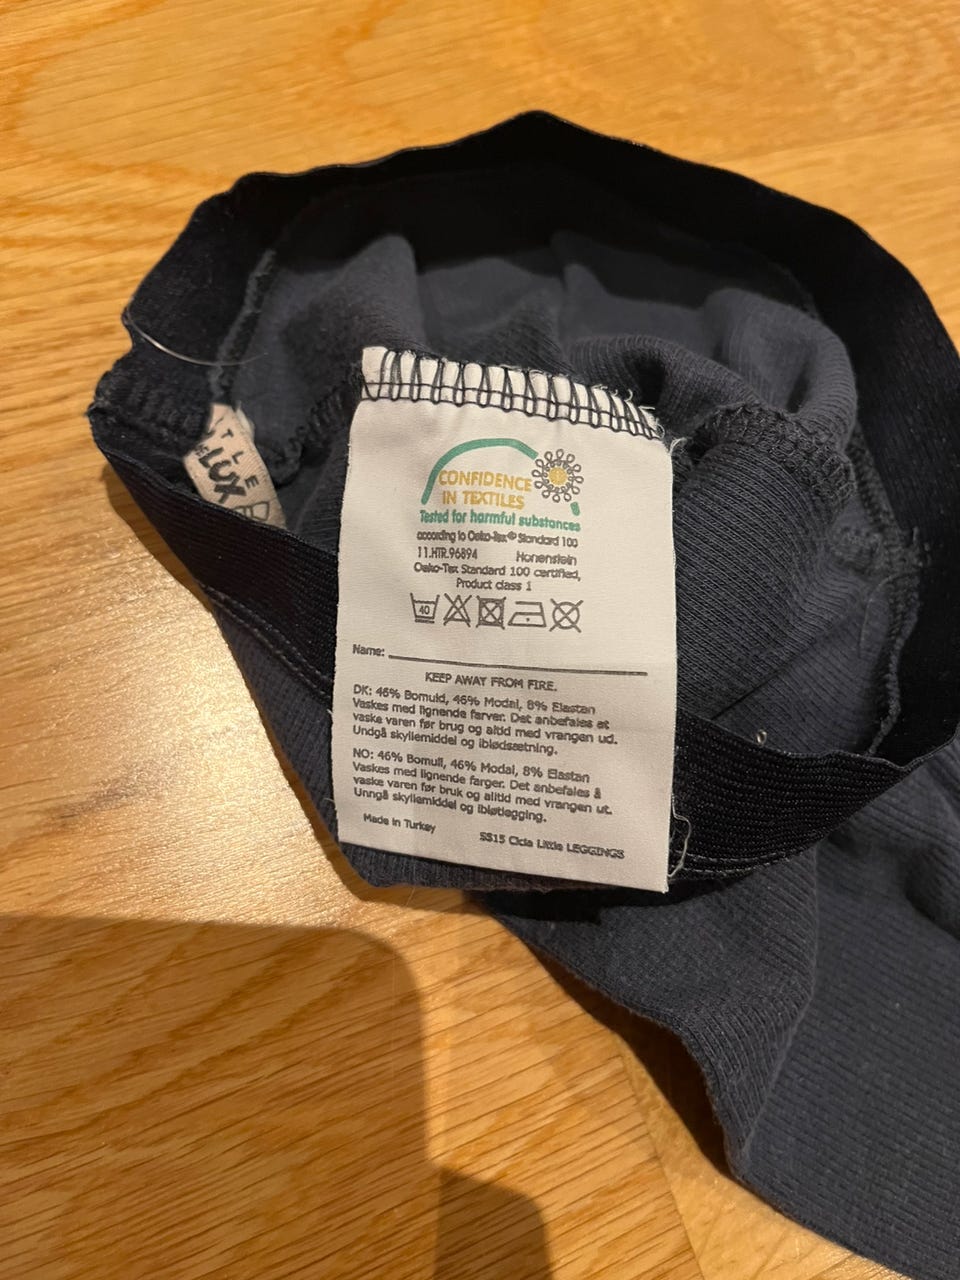 CONFIDENCE
IN TEXTILES
Tested for harmful substances
according to Oeko-Tex® Standard 100
11.HTR.96894 Hohenstein
Oeko-Tex Standard 100 certified,
Product class 1
40
Name:
KEEP AWAY FROM FIRE.
DK: 46% Bomuld, 46% Modal, 8% Elastan
Vaskes med lignende farver. Det anbefales at
vaske varen før brug og altid med vrangen ud.
Undgå skyllemiddel og iblødsætning.
NO: 46% Bomull, 46% Modal, 8% Elastan
Vaskes med lignende farger. Det anbefales å
vaske varen før bruk og alltid med vrangen ut.
Unngå skyllemiddel og ibløtlegging.
Made in Turkey SS15 Cicla Little LEGGINGS
LUX